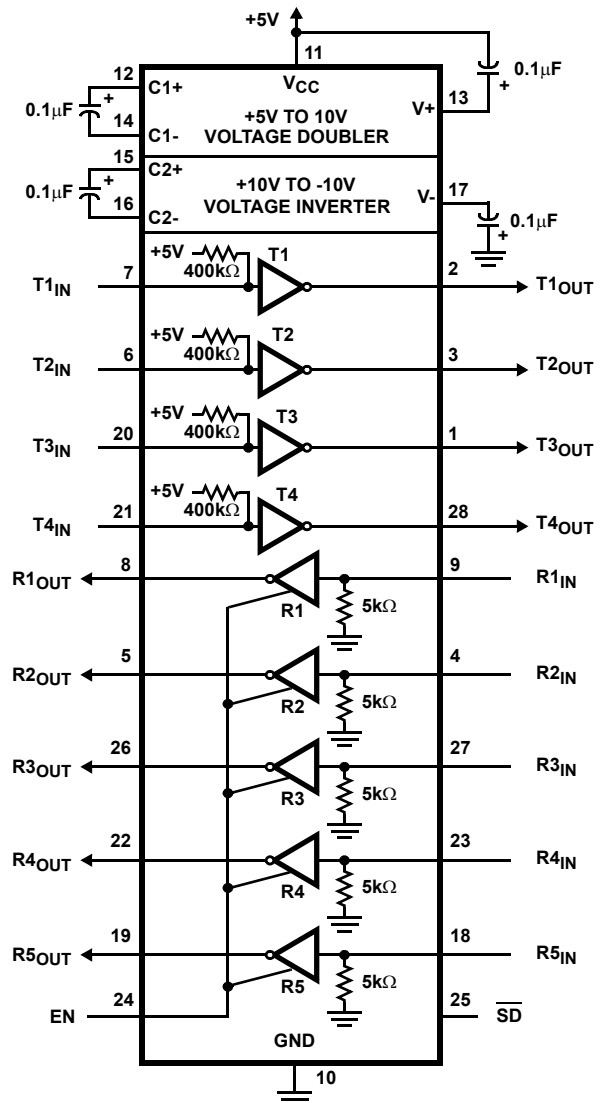 +5V
11
VCC
12
C1+
0.1µF
+
14
C1-
+5V TO 10V
VOLTAGE DOUBLER
V+
13
0.1µF
+
15
C2+
0.1µF
+
16
C2-
+10V TO -10V
VOLTAGE INVERTER
V-
17
0.1µF
+
+5V
400kΩ
T1
T1IN
7
2
T1OUT
+5V
400kΩ
T2
T2IN
6
3
T2OUT
+5V
400kΩ
T3
T3IN
20
1
T3OUT
+5V
400kΩ
T4
T4IN
21
28
T4OUT
R1OUT
8
9
R1IN
R1
5kΩ
R2OUT
5
4
R2IN
R2
5kΩ
R3OUT
26
27
R3IN
R3
5kΩ
R4OUT
22
23
R4IN
R4
5kΩ
R5OUT
19
18
R5IN
R5
5kΩ
EN
24
25
SD
GND
10